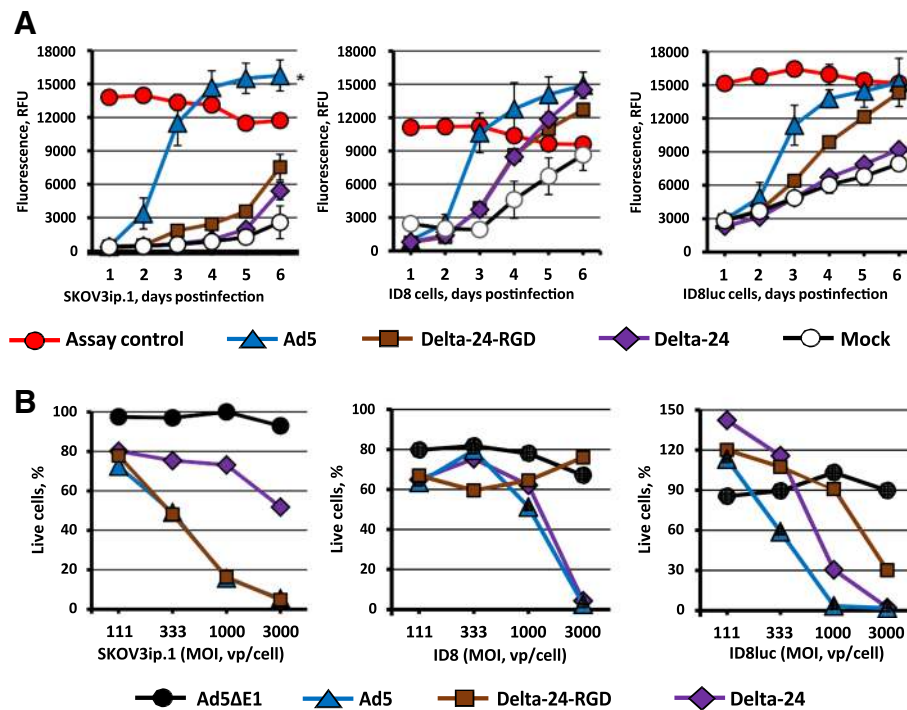 A
Fluorescence, RFU
18000
15000
12000
9000
6000
3000
0
*
1 2 3 4 5 6
SKOV3ip.1, days postinfection
Fluorescence, RFU
18000
15000
12000
9000
6000
3000
0
1 2 3 4 5 6
ID8 cells, days postinfection
Fluorescence, RFU
18000
15000
12000
9000
6000
3000
0
1 2 3 4 5 6
ID8luc cells, days postinfection
Assay control Ad5 Delta-24-RGD Delta-24 Mock
B
Live cells, %
100
80
60
40
20
0
111 333 1000 3000
SKOV3ip.1 (MOI, vp/cell)
Live cells, %
100
80
60
40
20
0
111 333 1000 3000
ID8 (MOI, vp/cell)
Live cells, %
150
120
90
60
30
0
111 333 1000 3000
ID8luc (MOI, vp/cell)
Ad5ΔE1 Ad5 Delta-24-RGD Delta-24